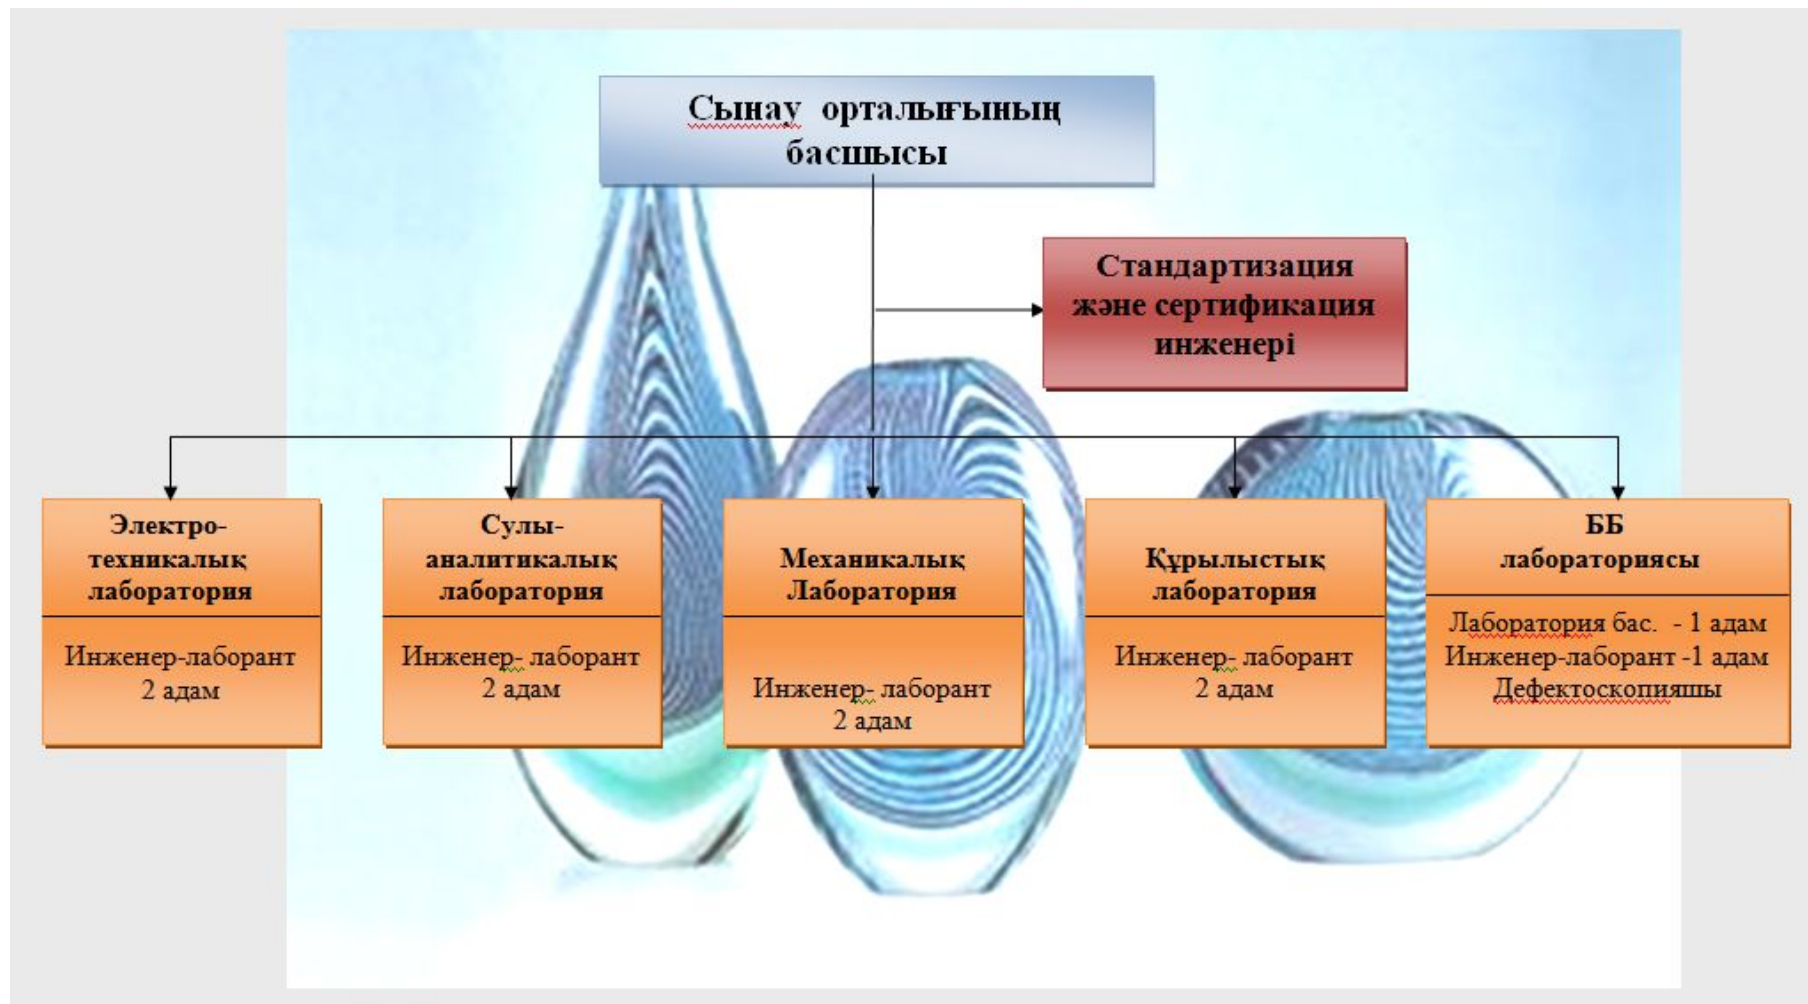 Сынау орталығының
басшысы
Стандартизация
және сертификация
инженері
Электро-
техникалық
лаборатория
Инженер-лаборант
2 адам
Сулы-
аналитикалық
лаборатория
Инженер- лаборант
2 адам
Механикалық
Лаборатория
Инженер- лаборант
2 адам
Құрылыстық
лаборатория
Инженер- лаборант
2 адам
ББ
лабораториясы
Лаборатория бас. - 1 адам
Инженер-лаборант -1 адам
Дефектоскопияшы